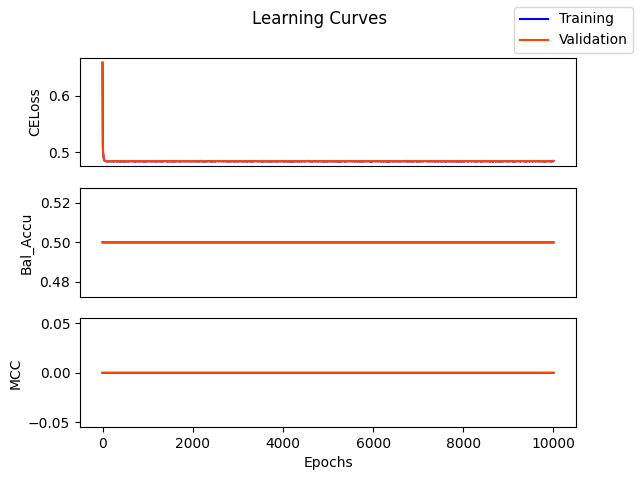 Learning Curves
Training
Validation
CELoss
0.6
0.5
Bal_Accu
0.52
0.50
0.48
MCC
0.05
0.00
−0.05
0 2000 4000 6000 8000 10000
Epochs